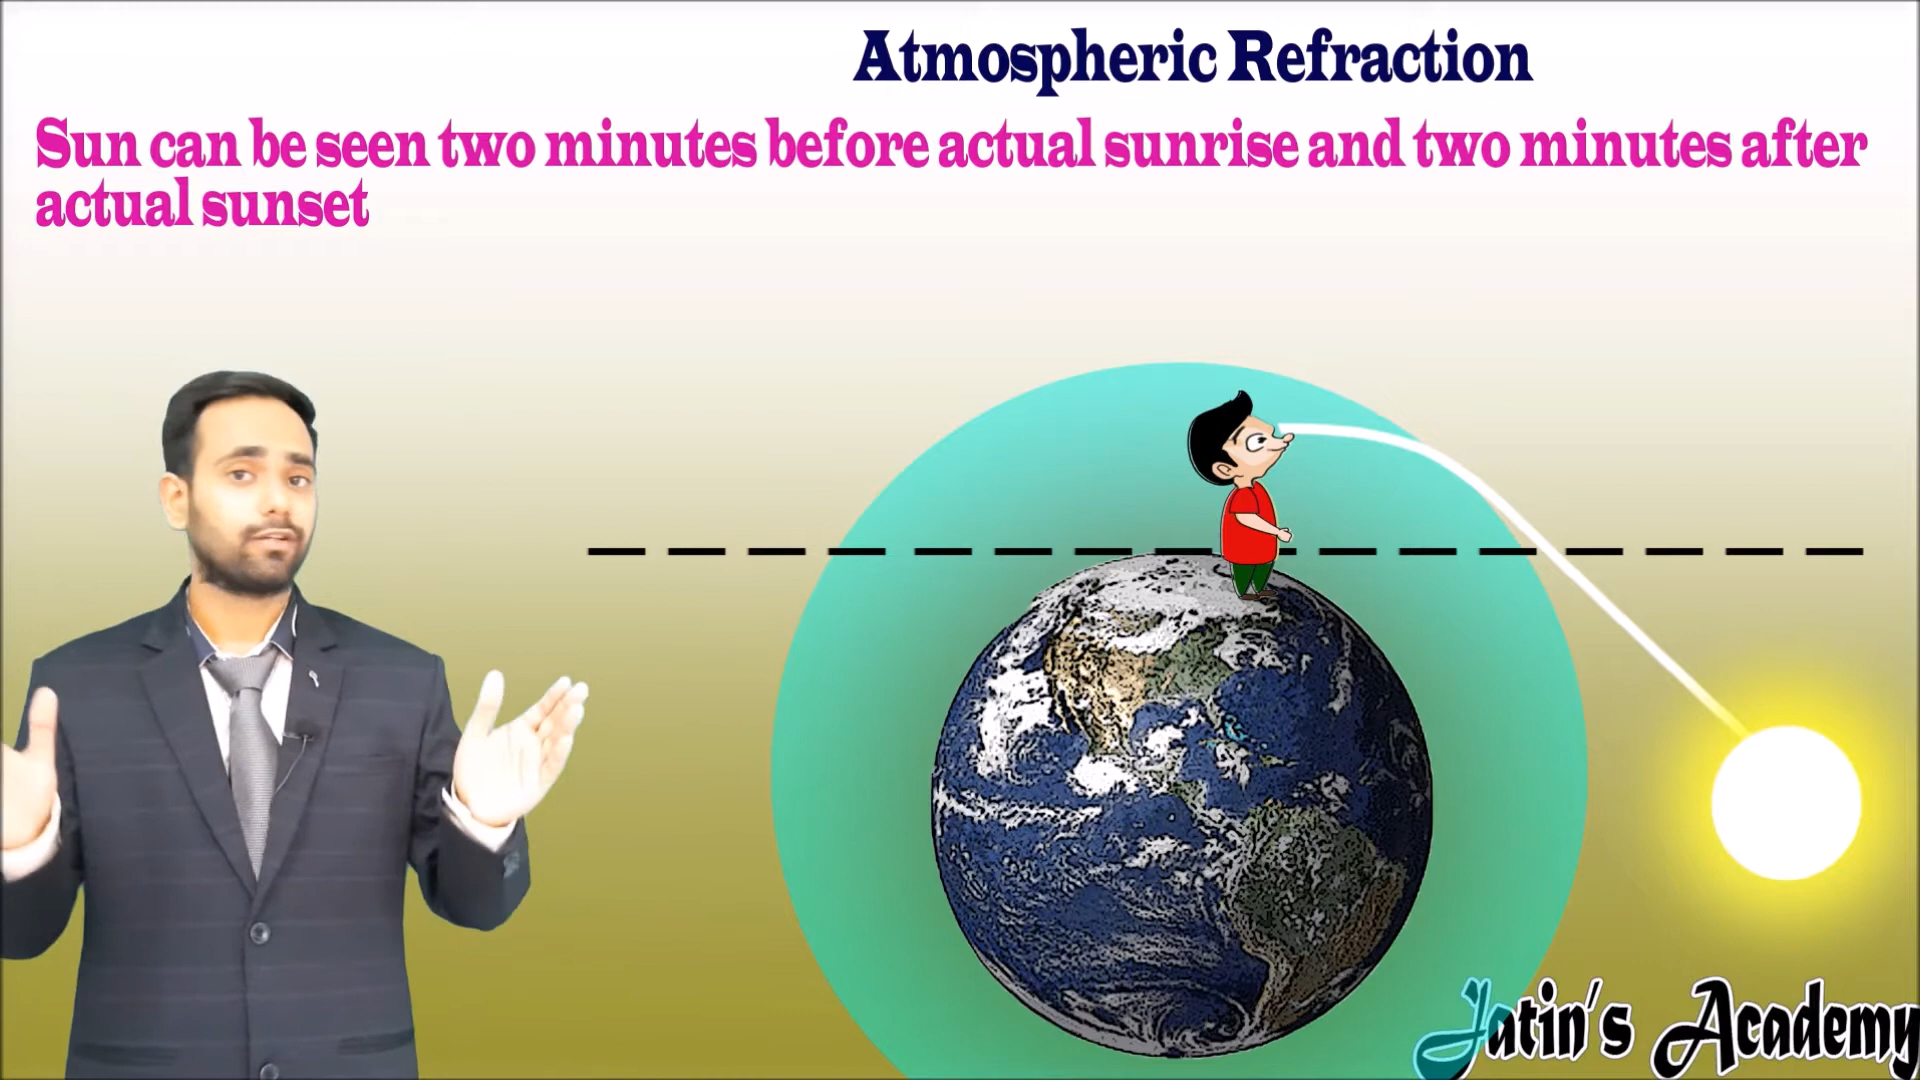 Atmospheric Refraction
Sun can be seen two minutes before actual sunrise and two minutes after
actual sunset
Jatin's Academy